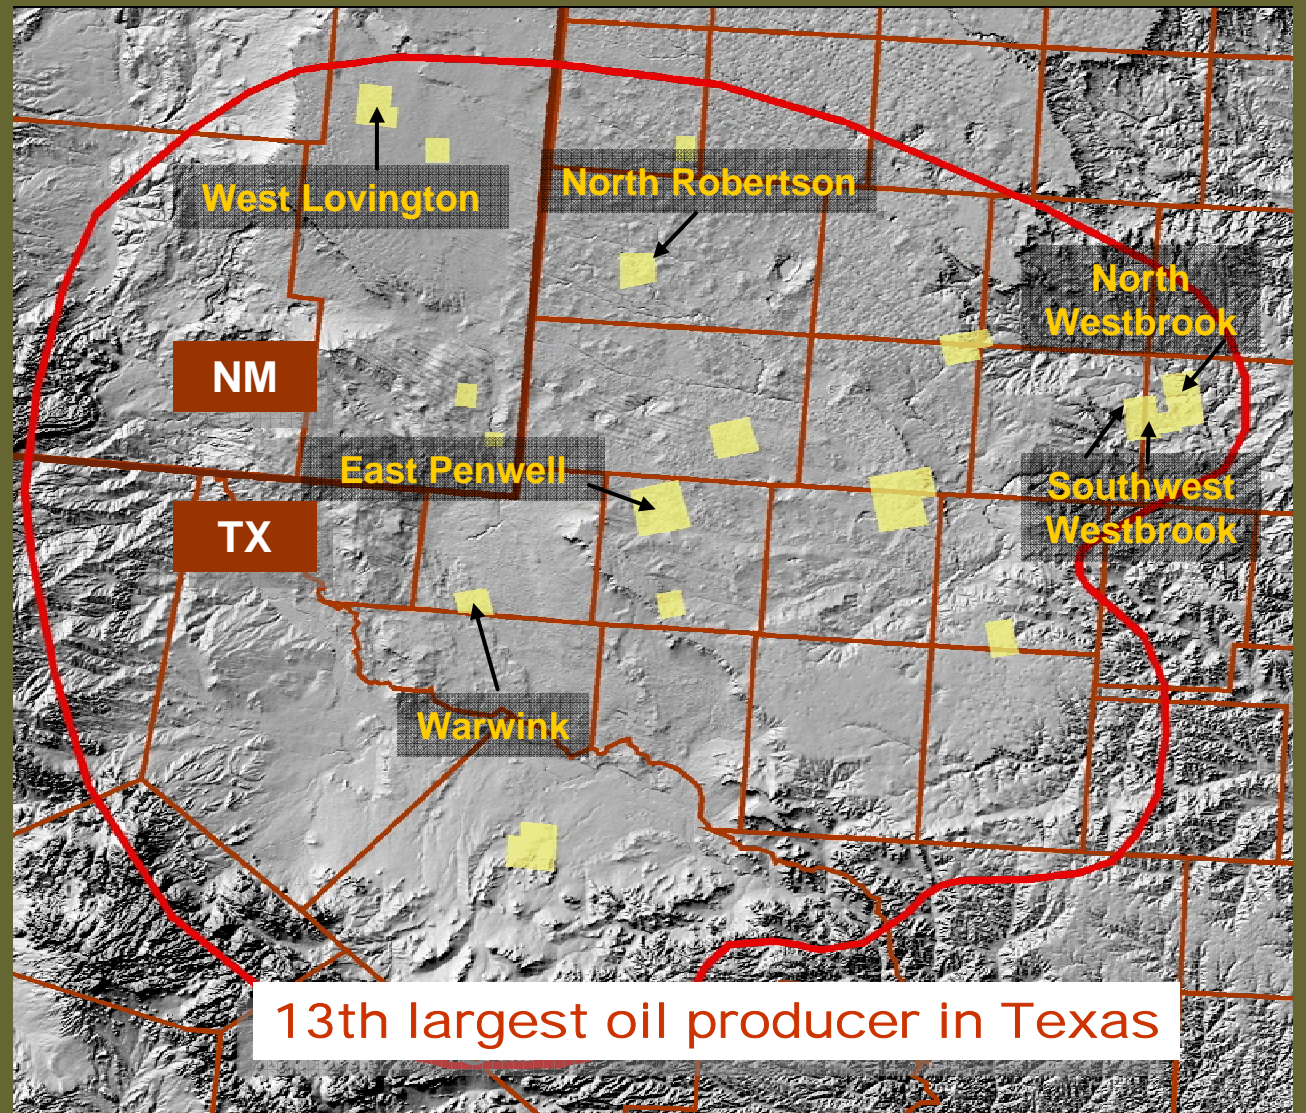 West Lovington
North Robertson
North
Westbrook
NM
East Penwell
Southwest
Westbrook
TX
Warwink
13th largest oil producer in Texas